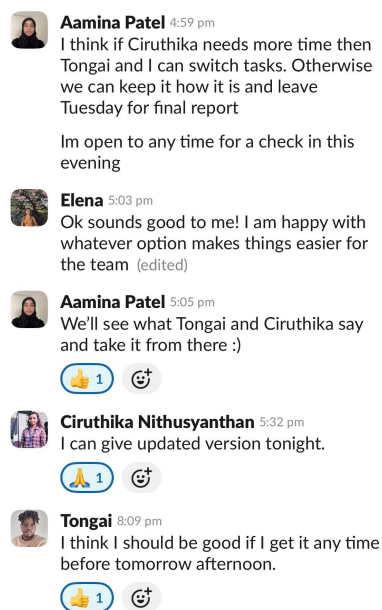 Aamina Patel 4:59 pm
I think if Ciruthika needs more time then
Tongai and I can switch tasks. Otherwise
we can keep it how it is and leave
Tuesday for final report
Im open to any time for a check in this
evening
Elena 5:03 pm
Ok sounds good to me! I am happy with
whatever option makes things easier for
the team (edited)
Aamina Patel 5:05 pm
We’ll see what Tongai and Ciruthika say
and take it from there :)
👍 1
Ciruthika Nithusyanthan 5:32 pm
I can give updated version tonight.
🙏 1
Tongai 8:09 pm
I think I should be good if I get it any time
before tomorrow afternoon.
👍 1